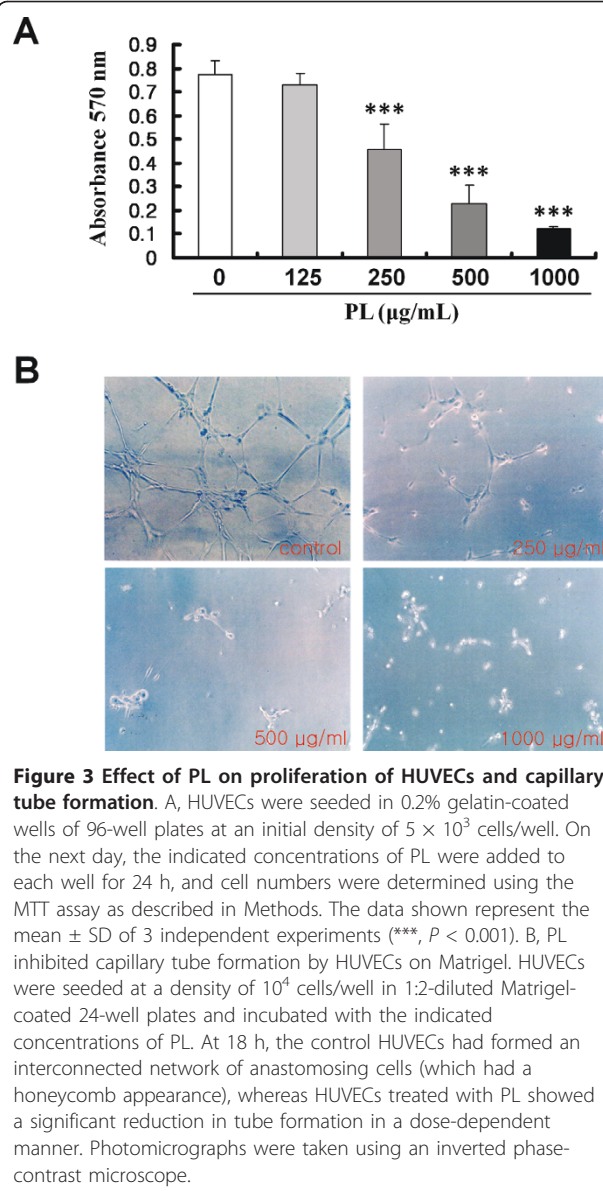 A
Absorbance 570 nm
0.9
0.8
0.7
0.6
0.5
0.4
0.3
0.2
0.1
0
***
***
***
0 125 250 500 1000
PL (μg/mL)
B
control
250 μg/ml
500 μg/ml
1000 μg/ml
Figure 3 Effect of PL on proliferation of HUVECs and capillary
tube formation. A, HUVECs were seeded in 0.2% gelatin-coated
wells of 96-well plates at an initial density of 5 × 10³ cells/well. On
the next day, the indicated concentrations of PL were added to
each well for 24 h, and cell numbers were determined using the
MTT assay as described in Methods. The data shown represent the
mean ± SD of 3 independent experiments (***, P < 0.001). B, PL
inhibited capillary tube formation by HUVECs on Matrigel. HUVECs
were seeded at a density of 10⁴ cells/well in 1:2-diluted Matrigel-
coated 24-well plates and incubated with the indicated
concentrations of PL. At 18 h, the control HUVECs had formed an
interconnected network of anastomosing cells (which had a
honeycomb appearance), whereas HUVECs treated with PL showed
a significant reduction in tube formation in a dose-dependent
manner. Photomicrographs were taken using an inverted phase-
contrast microscope.